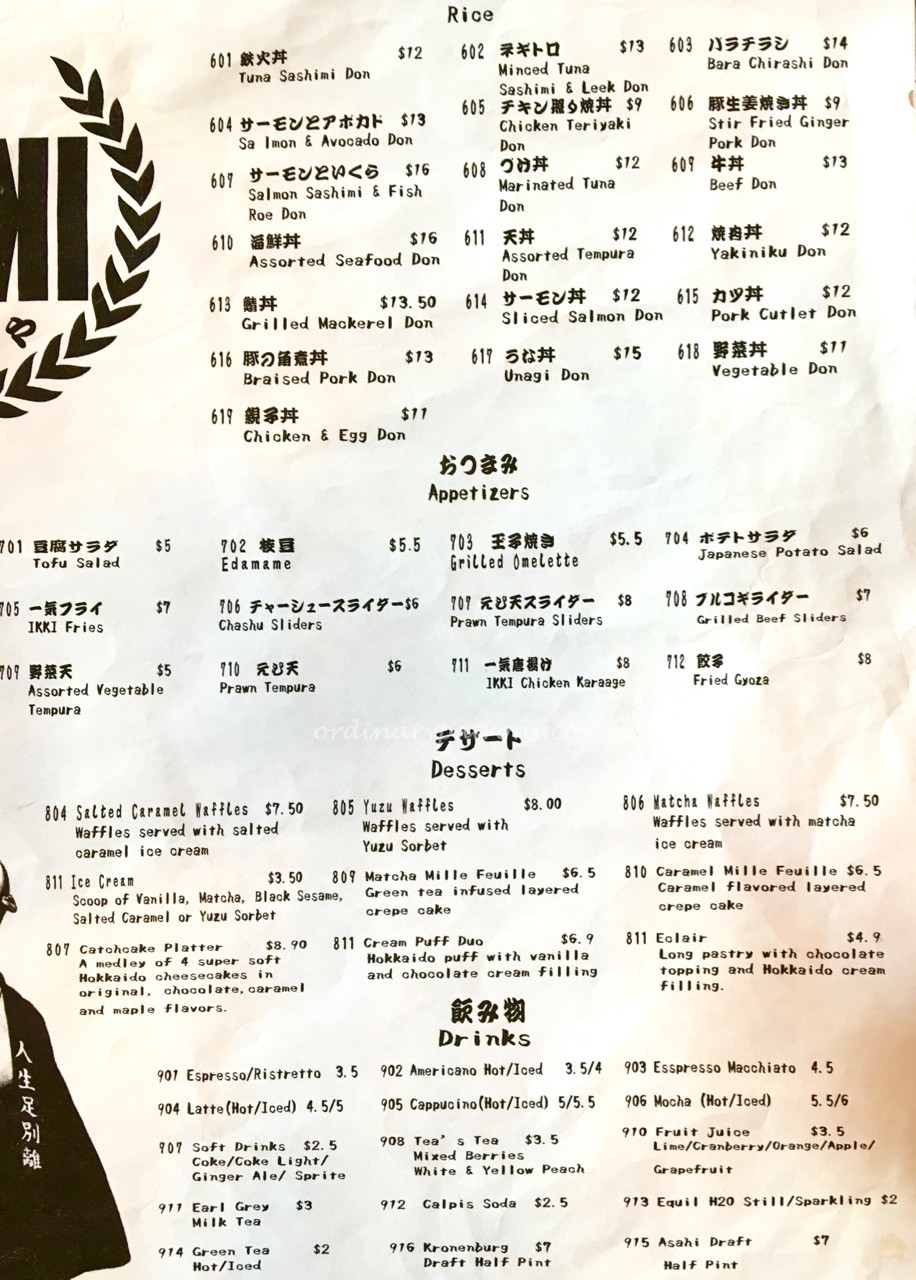 Rice
601 鉄火丼 $12
Tuna Sashimi Don
602 ネギトロ $13
Minced Tuna
Sashimi & Leek Don
603 バラチラシ $14
Bara Chirashi Don
604 サーモンとアボカド $13
Sa lmon & Avocado Don
605 チキン照り焼丼 $9
Chicken Teriyaki
Don
606 豚生姜焼き丼 $9
Stir Fried Ginger
Pork Don
607 サーモンといくら $16
Salmon Sashimi & Fish
Roe Don
608 づけ丼 $12
Marinated Tuna
Don
609 牛丼 $13
Beef Don
610 海鮮丼 $16
Assorted Seafood Don
611 天丼 $12
Assorted Tempura
Don
612 焼肉丼 $12
Yakiniku Don
613 鯖丼 $13.50
Grilled Mackerel Don
614 サーモン丼 $12
Sliced Salmon Don
615 カツ丼 $12
Pork Cutlet Don
616 豚の角煮丼 $13
Braised Pork Don
617 うな丼 $15
Unagi Don
618 野菜丼 $11
Vegetable Don
619 親子丼 $11
Chicken & Egg Don
MI
や
おつまみ
Appetizers
701 豆腐サラダ $5
Tofu Salad
702 枝豆 $5.5
Edamame
703 玉子焼き $5.5
Grilled Omelette
704 ポテトサラダ $6
Japanese Potato Salad
705 一気フライ $7
IKKI Fries
706 チャーシュースライダー $6
Chashu Sliders
707 えび天スライダー $8
Prawn Tempura Sliders
708 ブルコギライダー $7
Grilled Beef Sliders
709 野菜天 $5
Assorted Vegetable
Tempura
710 えび天 $6
Prawn Tempura
711 一気唐揚げ $8
IKKI Chicken Karaage
712 餃子 $8
Fried Gyoza
デザート
Desserts
804 Salted Caramel Waffles $7.50
Waffles served with salted
caramel ice cream
805 Yuzu Waffles $8.00
Waffles served with
Yuzu Sorbet
806 Matcha Waffles $7.50
Waffles served with matcha
ice cream
811 Ice Cream $3.50
Scoop of Vanilla, Matcha, Black Sesame,
Salted Caramel or Yuzu Sorbet
809 Matcha Mille Feuille $6.5
Green tea infused layered
crepe cake
810 Caramel Mille Feuille $6.5
Caramel flavored layered
crepe cake
807 Catchcake Platter $8.90
A medley of 4 super soft
Hokkaido cheesecakes in
original, chocolate,caramel
and maple flavors.
811 Cream Puff Duo $6.9
Hokkaido puff with vanilla
and chocolate cream filling
811 Eclair $4.9
Long pastry with chocolate
topping and Hokkaido cream
filling.
飲み物
Drinks
901 Espresso/Ristretto 3.5
902 Americano Hot/Iced 3.5/4
903 Esspresso Macchiato 4.5
904 Latte(Hot/Iced) 4.5/5
905 Cappucino(Hot/Iced) 5/5.5
906 Mocha (Hot/Iced) 5.5/6
907 Soft Drinks $2.5
Coke/Coke Light/
Ginger Ale/ Sprite
908 Tea's Tea $3.5
Mixed Berries
White & Yellow Peach
910 Fruit Juice $3.5
Lime/Cranberry/Orange/Apple/
Grapefruit
911 Earl Grey $3
Milk Tea
912 Calpis Soda $2.5
913 Equil H20 Still/Sparkling $2
914 Green Tea $2
Hot/Iced
916 Kronenburg $7
Draft Half Pint
915 Asahi Draft $7
Half Pint
人生足別離